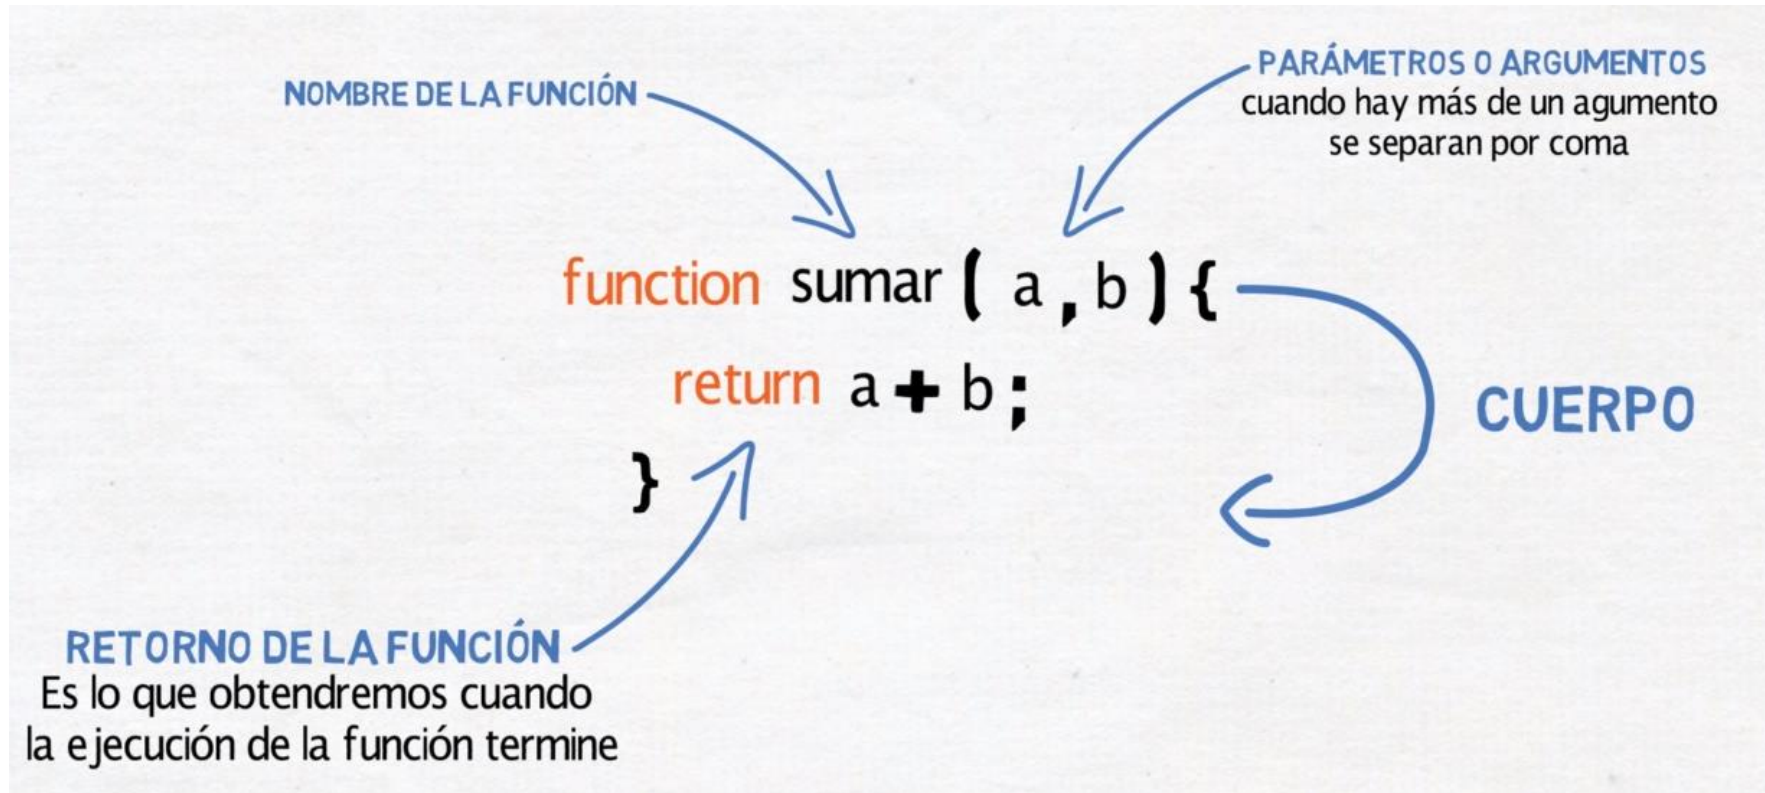 NOMBRE DE LA FUNCIÓN
PARÁMETROS O ARGUMENTOS
cuando hay más de un agumento
se separan por coma
function sumar ( a , b ) {
return a + b ;
}
CUERPO
RETORNO DE LA FUNCIÓN
Es lo que obtendremos cuando
la ejecución de la función termine